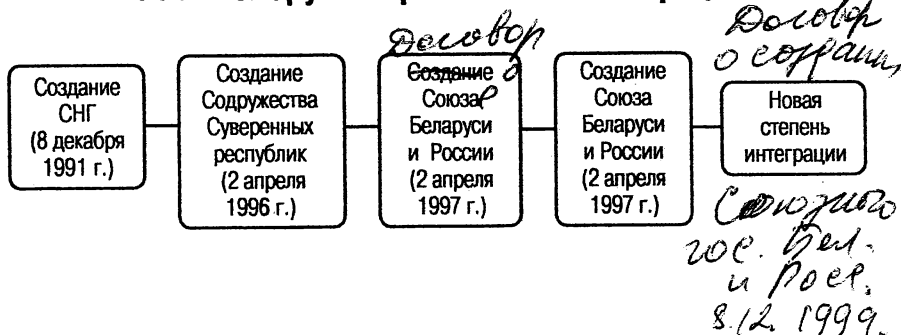 Создание
СНГ
(8 декабря
1991 г.)
Создание
Содружества
Суверенных
республик
(2 апреля
1996 г.)
Договор
Создание о
Союза
Беларуси
и России
(2 апреля
1997 г.)
Создание
Союза
Беларуси
и России
(2 апреля
1997 г.)
Договор
о создании
Новая
степень
интеграции
Союзного
гос. Бел.
и Росс.
8.12.1999.